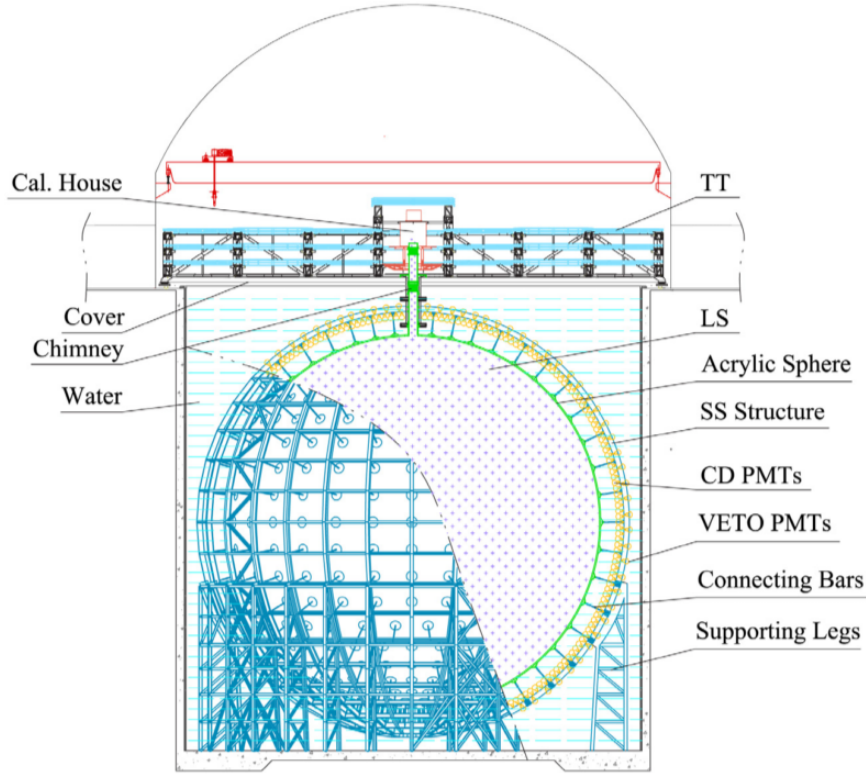 Cal. House
TT
Cover
Chimney
Water
LS
Acrylic Sphere
SS Structure
CD PMTs
VETO PMTs
Connecting Bars
Supporting Legs